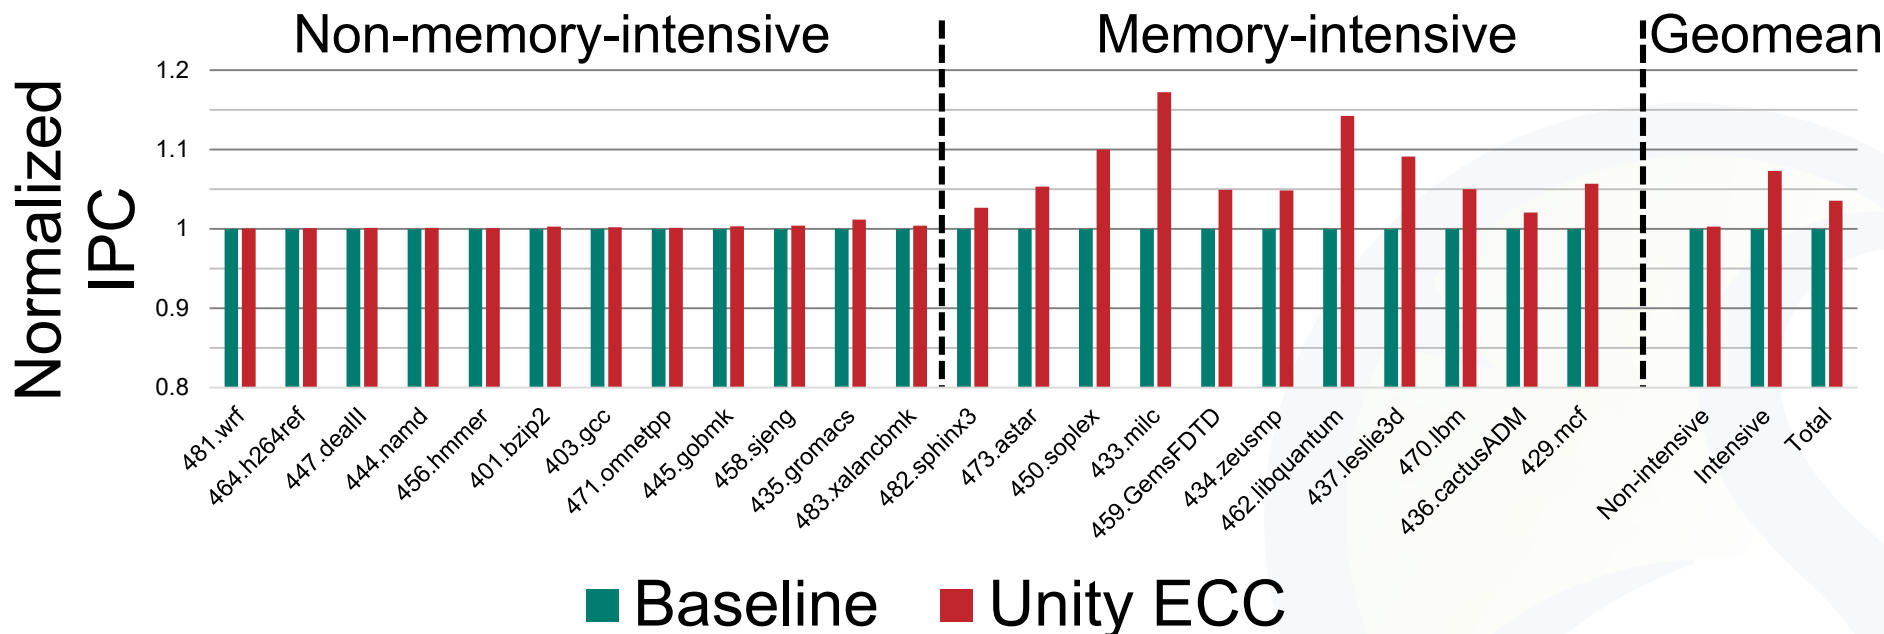 Non-memory-intensive
Memory-intensive
Geomean
Normalized
IPC
1.2
1.1
1
0.9
0.8
481.wrf
464.h264ref
447.dealII
444.namd
456.hmmer
401.bzip2
403.gcc
471.omnetpp
445.gobmk
458.sjeng
435.gromacs
483.xalancbmk
482.sphinx3
473.astar
450.soplex
433.milc
459.GemsFDTD
434.zeusmp
462.libquantum
437.leslie3d
470.lbm
436.cactusADM
429.mcf
Non-intensive
Intensive
Total
Baseline
Unity ECC